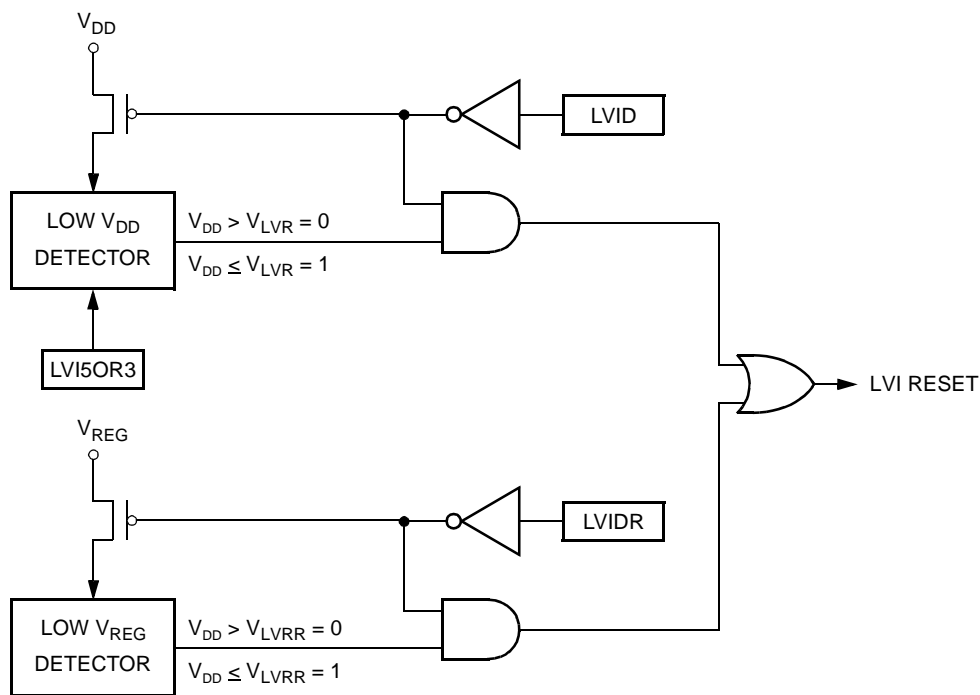 VDD
LVID
LOW VDD
DETECTOR
VDD > VLVR = 0
VDD ≤ VLVR = 1
LVI5OR3
LVI RESET
VREG
LVIDR
LOW VREG
DETECTOR
VDD > VLVRR = 0
VDD ≤ VLVRR = 1